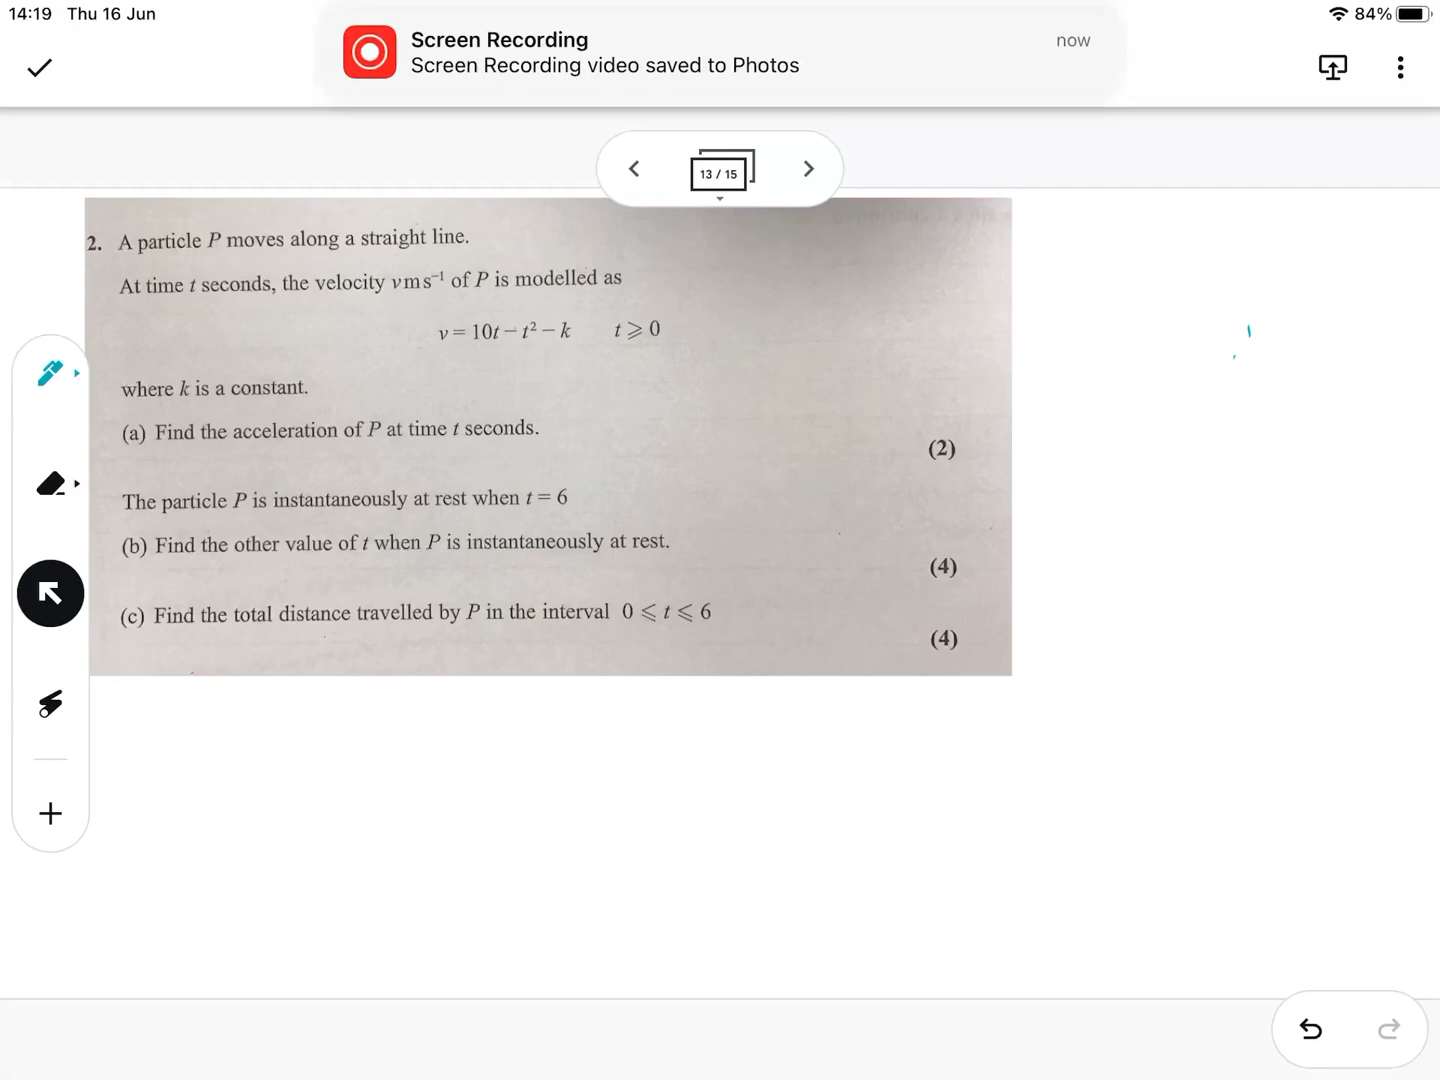 14:19 Thu 16 Jun
84%
Screen Recording
now
Screen Recording video saved to Photos
13 / 15
2. A particle P moves along a straight line.
At time t seconds, the velocity v m s⁻¹ of P is modelled as
v = 10t − t² − k t ⩾ 0
where k is a constant.
(a) Find the acceleration of P at time t seconds.
(2)
The particle P is instantaneously at rest when t = 6
(b) Find the other value of t when P is instantaneously at rest.
(4)
(c) Find the total distance travelled by P in the interval 0 ⩽ t ⩽ 6
(4)